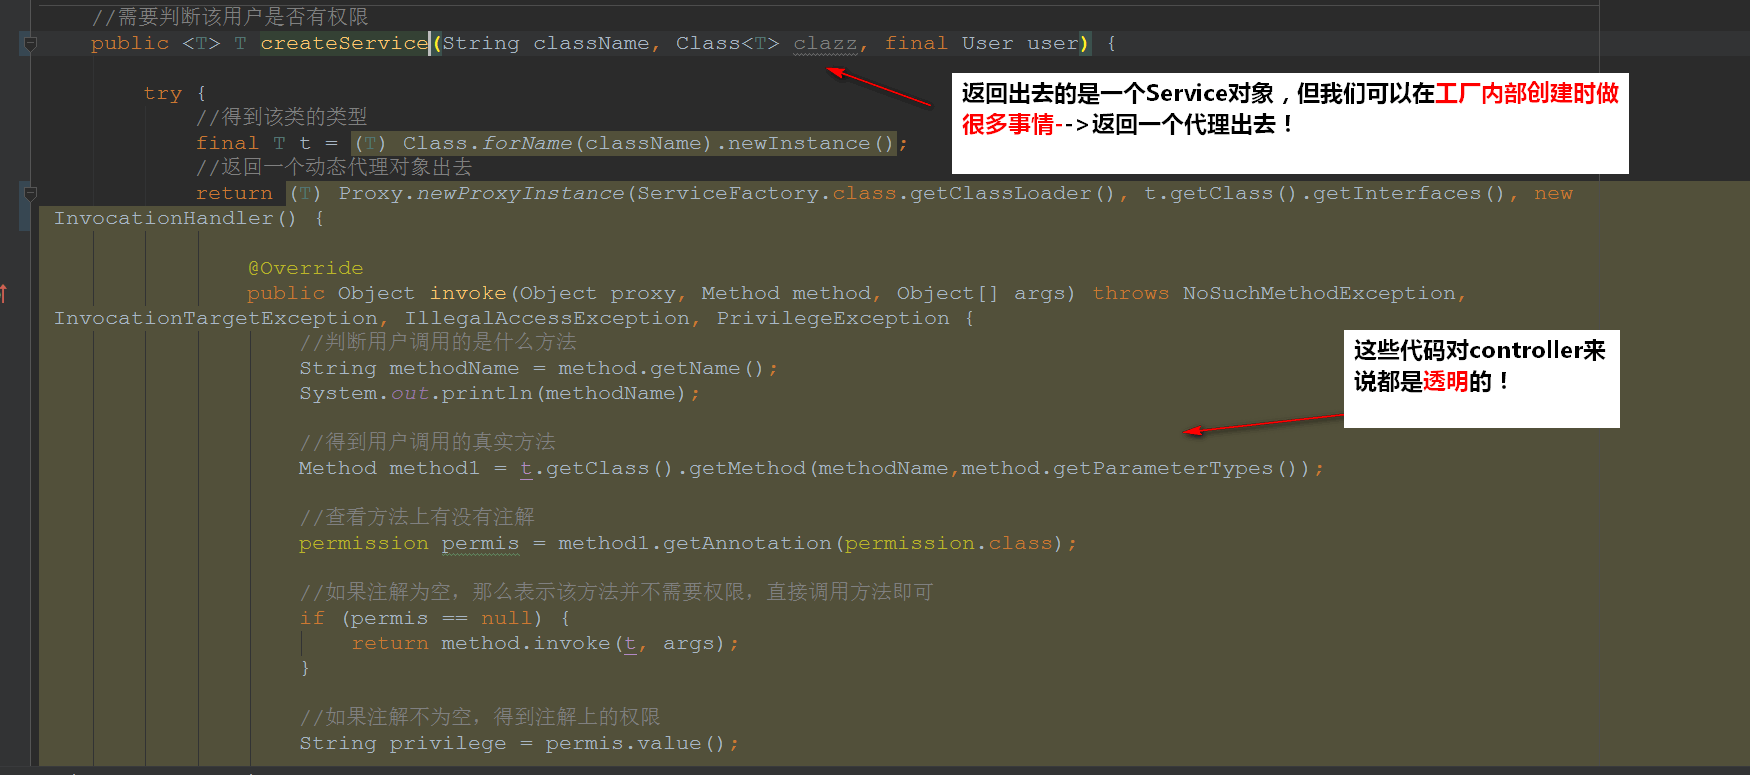 //需要判断该用户是否有权限
public <T> T createService(String className, Class<T> clazz, final User user) {
返回出去的是一个Service对象，但我们可以在工厂内部创建时做
很多事情-->返回一个代理出去！
try {
//得到该类的类型
final T t = (T) Class.forName(className).newInstance();
//返回一个动态代理对象出去
return (T) Proxy.newProxyInstance(ServiceFactory.class.getClassLoader(), t.getClass().getInterfaces(), new
InvocationHandler() {
@Override
public Object invoke(Object proxy, Method method, Object[] args) throws NoSuchMethodException,
InvocationTargetException, IllegalAccessException, PrivilegeException {
//判断用户调用的是什么方法
String methodName = method.getName();
System.out.println(methodName);
这些代码对controller来
说都是透明的！
//得到用户调用的真实方法
Method method1 = t.getClass().getMethod(methodName,method.getParameterTypes());
//查看方法上有没有注解
permission permis = method1.getAnnotation(permission.class);
//如果注解为空，那么表示该方法并不需要权限，直接调用方法即可
if (permis == null) {
return method.invoke(t, args);
}
//如果注解不为空，得到注解上的权限
String privilege = permis.value();